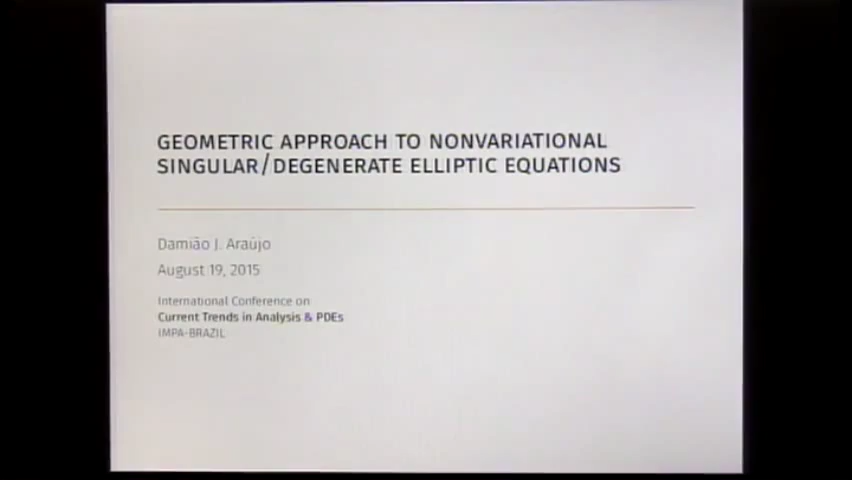 GEOMETRIC APPROACH TO NONVARIATIONAL
SINGULAR/DEGENERATE ELLIPTIC EQUATIONS
Damião J. Araújo
August 19, 2015
International Conference on
Current Trends in Analysis & PDEs
IMPA-BRAZIL